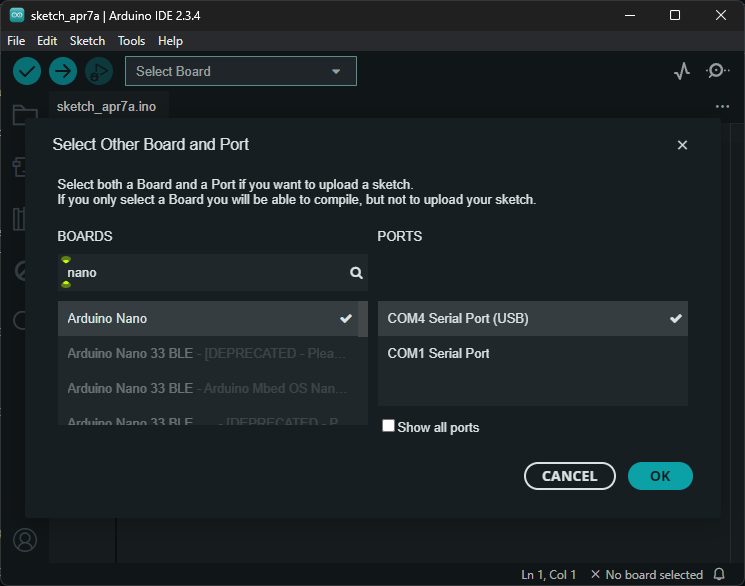 sketch_apr7a | Arduino IDE 2.3.4
File Edit Sketch Tools Help
Select Board
sketch_apr7a.ino
Select Other Board and Port
Select both a Board and a Port if you want to upload a sketch.
If you only select a Board you will be able to compile, but not to upload your sketch.
BOARDS
PORTS
nano
Arduino Nano
COM4 Serial Port (USB)
Arduino Nano 33 BLE - [DEPRECATED - Plea...
COM1 Serial Port
Arduino Nano 33 BLE - Arduino Mbed OS Nan...
Arduino Nano 33 BLE ... - [DEPRECATED - P...
Show all ports
CANCEL
OK
Ln 1, Col 1 × No board selected